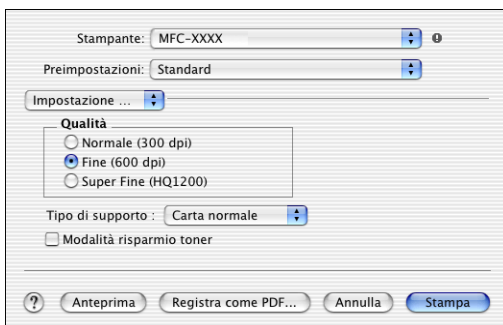 Stampante: MFC-XXXX
Preimpostazioni: Standard
Impostazione ...
Qualità
Normale (300 dpi)
Fine (600 dpi)
Super Fine (HQ1200)
Tipo di supporto : Carta normale
Modalità risparmio toner
? Anteprima Registra come PDF... Annulla Stampa